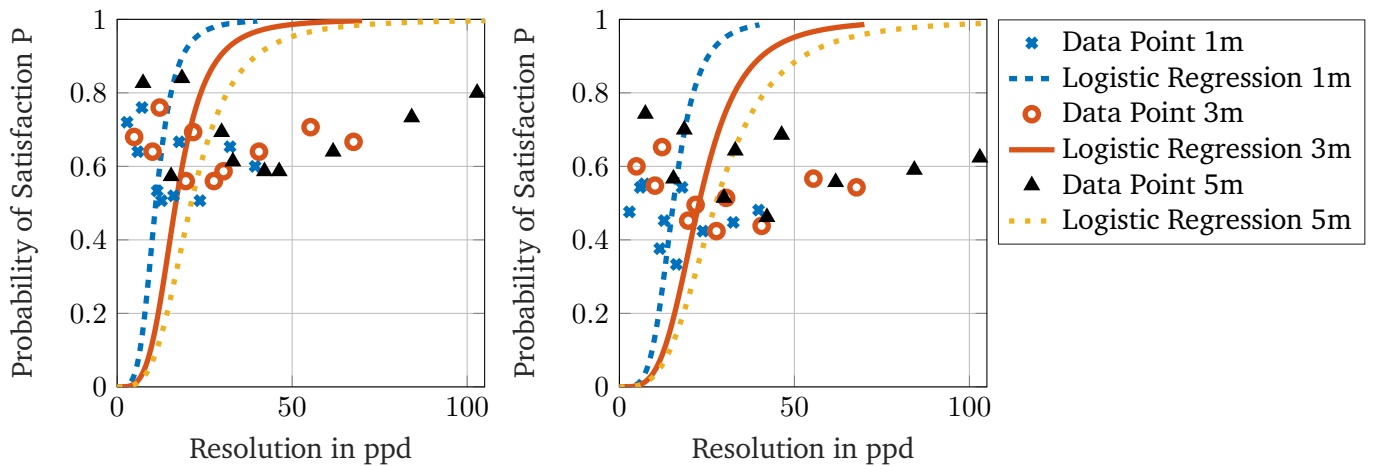 Probability of Satisfaction P
1
0.8
0.6
0.4
0.2
0
0
50
100
Resolution in ppd
Probability of Satisfaction P
1
0.8
0.6
0.4
0.2
0
0
50
100
Resolution in ppd
Data Point 1m
Logistic Regression 1m
Data Point 3m
Logistic Regression 3m
Data Point 5m
Logistic Regression 5m